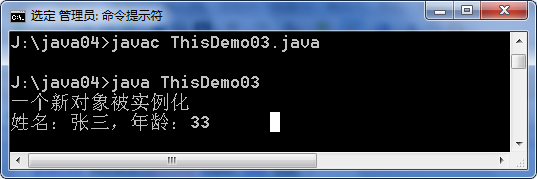 选定 管理员: 命令提示符
J:\java04>javac ThisDemo03.java
J:\java04>java ThisDemo03
一个新对象被实例化
姓名：张三，年龄：33